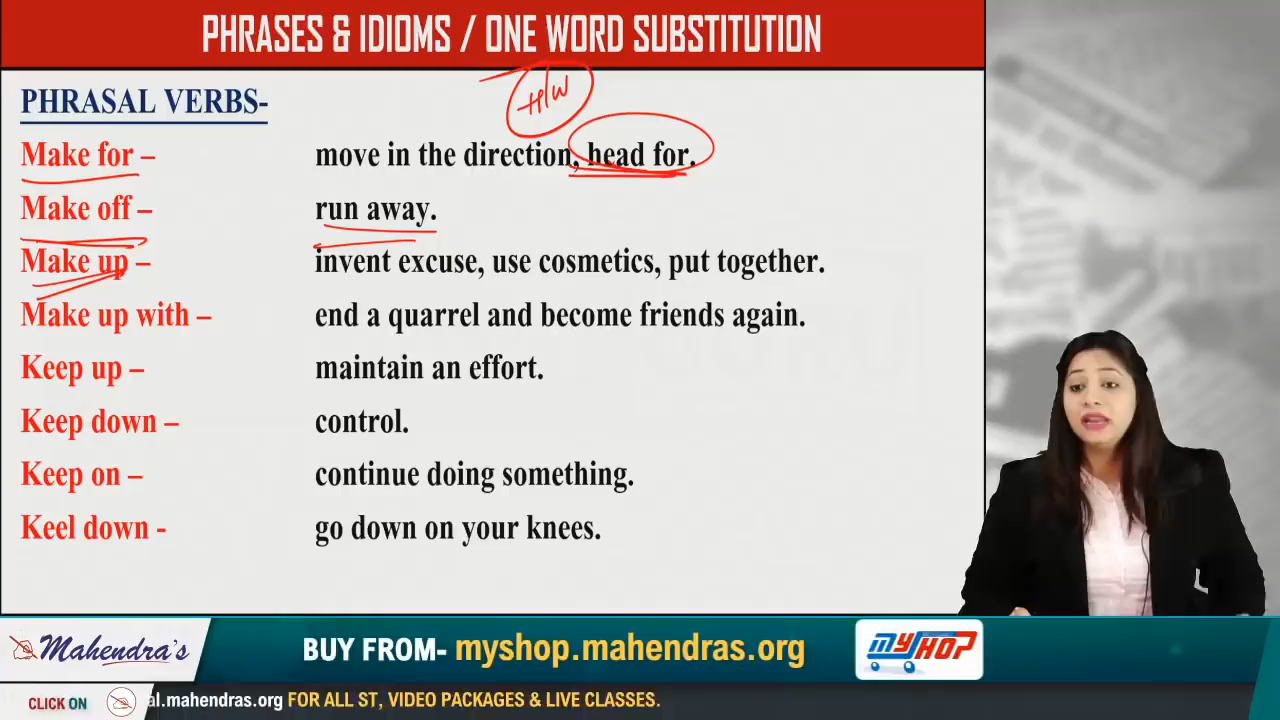 PHRASES & IDIOMS / ONE WORD SUBSTITUTION
H/W
PHRASAL VERBS-
Make for – move in the direction, head for.
Make off – run away.
Make up – invent excuse, use cosmetics, put together.
Make up with – end a quarrel and become friends again.
Keep up – maintain an effort.
Keep down – control.
Keep on – continue doing something.
Keel down - go down on your knees.
Mahendra's
BUY FROM- myshop.mahendras.org
MY SHOP
CLICK ON
al.mahendras.org FOR ALL ST, VIDEO PACKAGES & LIVE CLASSES.